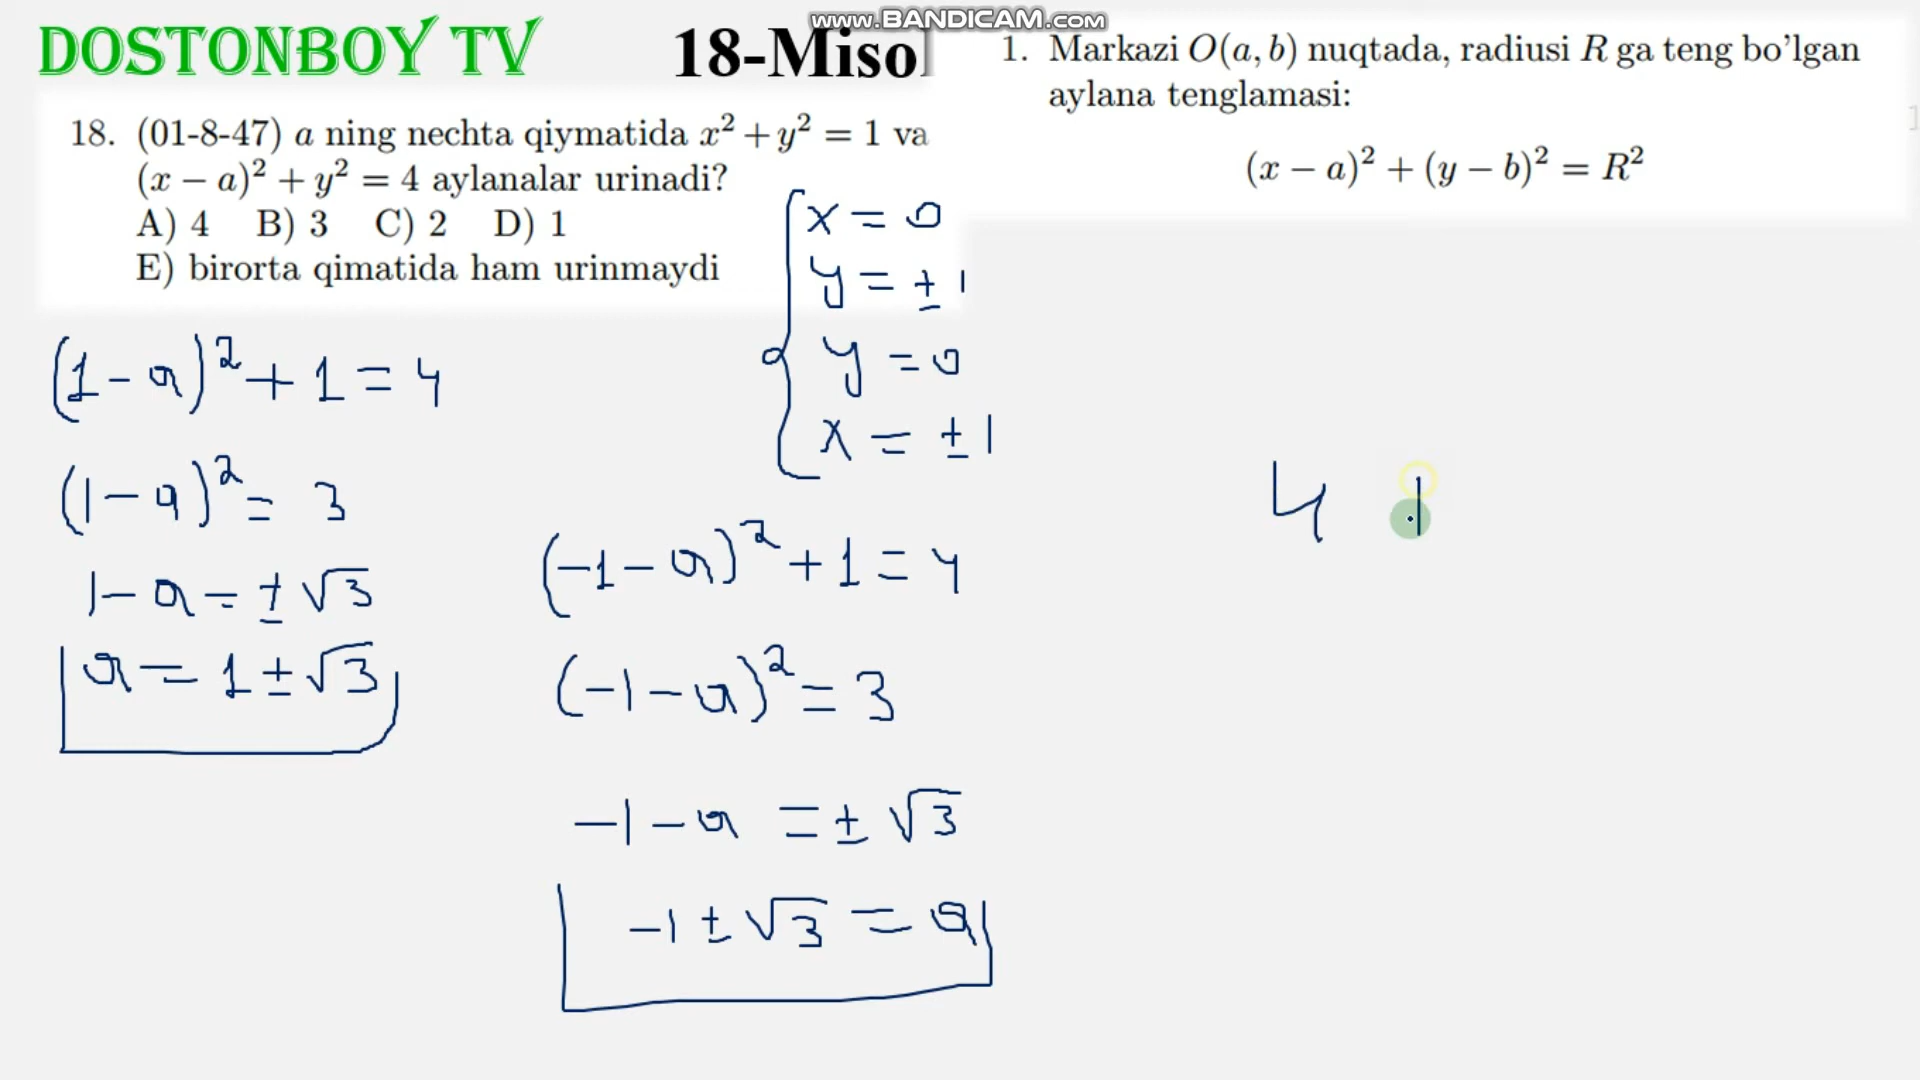 www.BANDICAM.com
DOSTONBOY TV
18-Misol
18. (01-8-47) a ning nechta qiymatida x² + y² = 1 va
(x − a)² + y² = 4 aylanalar urinadi?
A) 4 B) 3 C) 2 D) 1
E) birorta qimatida ham urinmaydi
1. Markazi O(a, b) nuqtada, radiusi R ga teng bo’lgan
aylana tenglamasi:
(x − a)² + (y − b)² = R²
x = 0
y = ± 1
y = 0
x = ± 1
(1 - a)² + 1 = 4
(1 - a)² = 3
1 - a = ± √3
a = 1 ± √3
(-1 - a)² + 1 = 4
(-1 - a)² = 3
-1 - a = ± √3
-1 ± √3 = a
4